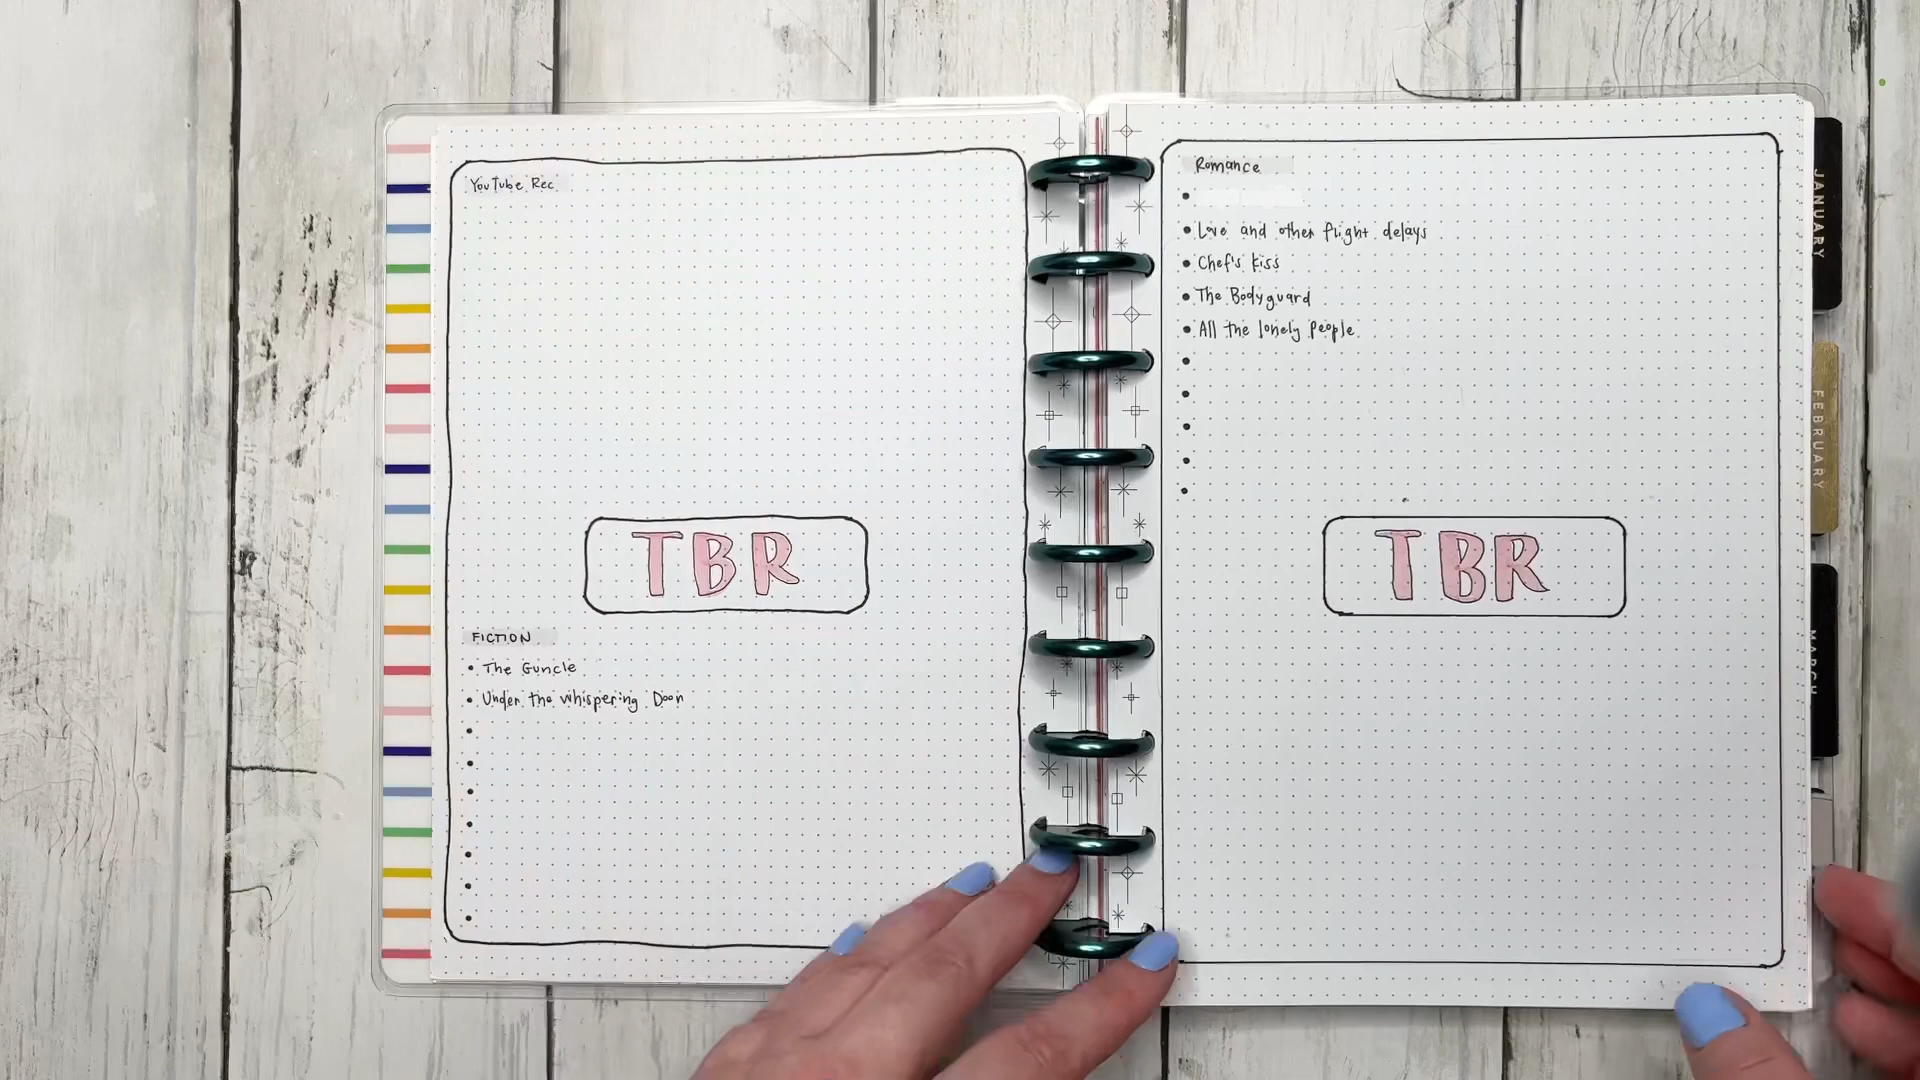 YouTube Rec
TBR
FICTION
• The Guncle
• Under the whispering Door
Romance
• Love and other flight delays
• Chef's kiss
• The Bodyguard
• All the lonely People
TBR
JANUARY
FEBRUARY
MARCH